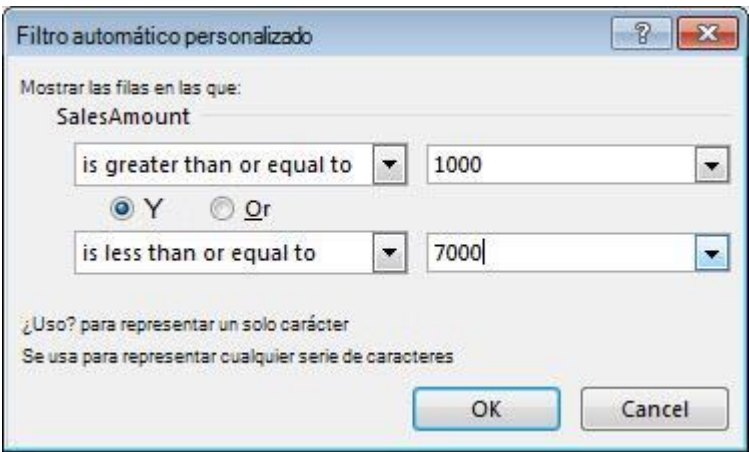 Filtro automático personalizado
Mostrar las filas en las que:
SalesAmount
is greater than or equal to 1000
Y Or
is less than or equal to 7000
¿Uso? para representar un solo carácter
Se usa para representar cualquier serie de caracteres
OK Cancel